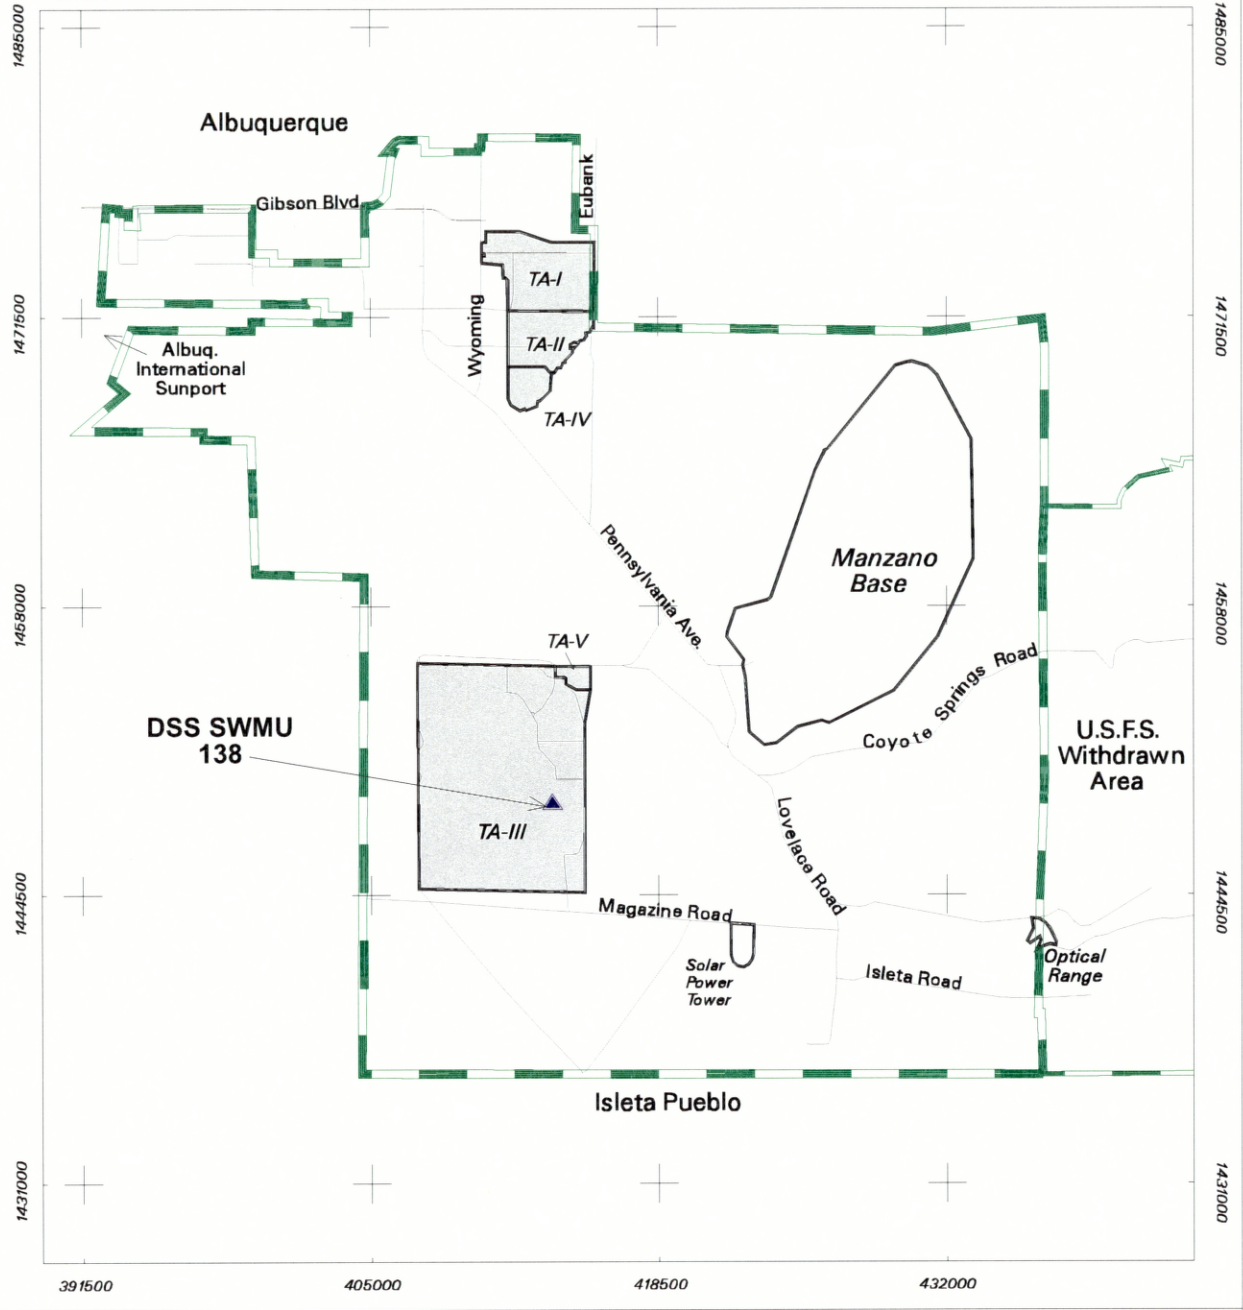 1485000
1485000
Albuquerque
Gibson Blvd.
Eubank
TA-I
Wyoming
1471500
1471500
TA-II
Albuq.
International
Sunport
TA-IV
Pennsylvania Ave.
Manzano
Base
1458000
1458000
TA-V
Coyote Springs Road
DSS SWMU
138
U.S.F.S.
Withdrawn
Area
TA-III
Lovelace Road
1444500
1444500
Magazine Road
Solar
Power
Tower
Isleta Road
Optical
Range
Isleta Pueblo
1431000
1431000
391500
405000
418500
432000